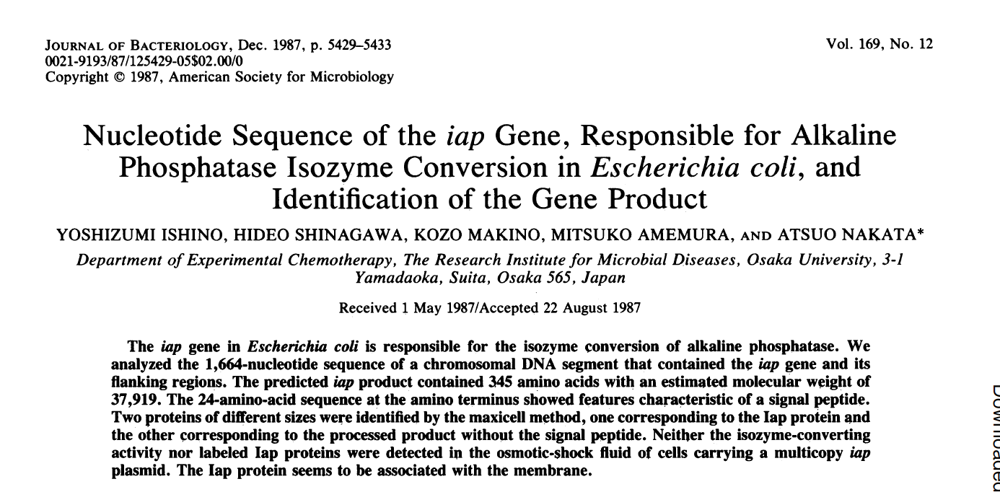 JOURNAL OF BACTERIOLOGY, Dec. 1987, p. 5429–5433
Vol. 169, No. 12
0021-9193/87/125429-05$02.00/0
Copyright © 1987, American Society for Microbiology
Nucleotide Sequence of the iap Gene, Responsible for Alkaline
Phosphatase Isozyme Conversion in Escherichia coli, and
Identification of the Gene Product
YOSHIZUMI ISHINO, HIDEO SHINAGAWA, KOZO MAKINO, MITSUKO AMEMURA, AND ATSUO NAKATA*
Department of Experimental Chemotherapy, The Research Institute for Microbial Diseases, Osaka University, 3-1
Yamadaoka, Suita, Osaka 565, Japan
Received 1 May 1987/Accepted 22 August 1987
The iap gene in Escherichia coli is responsible for the isozyme conversion of alkaline phosphatase. We
analyzed the 1,664-nucleotide sequence of a chromosomal DNA segment that contained the iap gene and its
flanking regions. The predicted iap product contained 345 amino acids with an estimated molecular weight of
37,919. The 24-amino-acid sequence at the amino terminus showed features characteristic of a signal peptide.
Two proteins of different sizes were identified by the maxicell method, one corresponding to the Iap protein and
the other corresponding to the processed product without the signal peptide. Neither the isozyme-converting
activity nor labeled Iap proteins were detected in the osmotic-shock fluid of cells carrying a multicopy iap
plasmid. The Iap protein seems to be associated with the membrane.
Downloaded